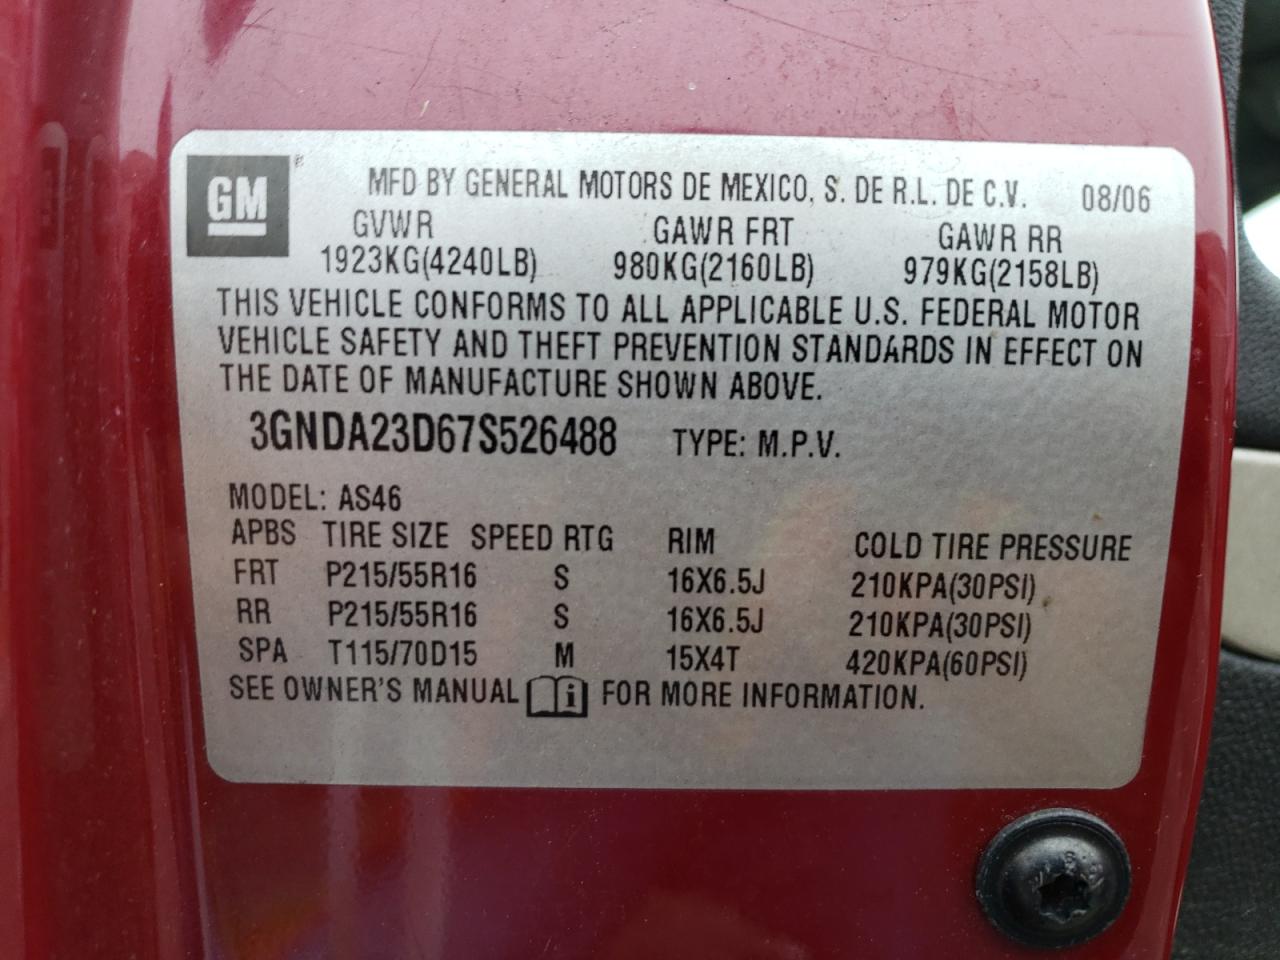 GM
MFD BY GENERAL MOTORS DE MEXICO, S. DE R.L. DE C.V. 08/06
GVWR GAWR FRT GAWR RR
1923KG(4240LB) 980KG(2160LB) 979KG(2158LB)
THIS VEHICLE CONFORMS TO ALL APPLICABLE U.S. FEDERAL MOTOR
VEHICLE SAFETY AND THEFT PREVENTION STANDARDS IN EFFECT ON
THE DATE OF MANUFACTURE SHOWN ABOVE.
3GNDA23D67S526488 TYPE: M.P.V.
MODEL: AS46
APBS TIRE SIZE SPEED RTG RIM COLD TIRE PRESSURE
FRT P215/55R16 S 16X6.5J 210KPA(30PSI)
RR P215/55R16 S 16X6.5J 210KPA(30PSI)
SPA T115/70D15 M 15X4T 420KPA(60PSI)
SEE OWNER'S MANUAL i FOR MORE INFORMATION.